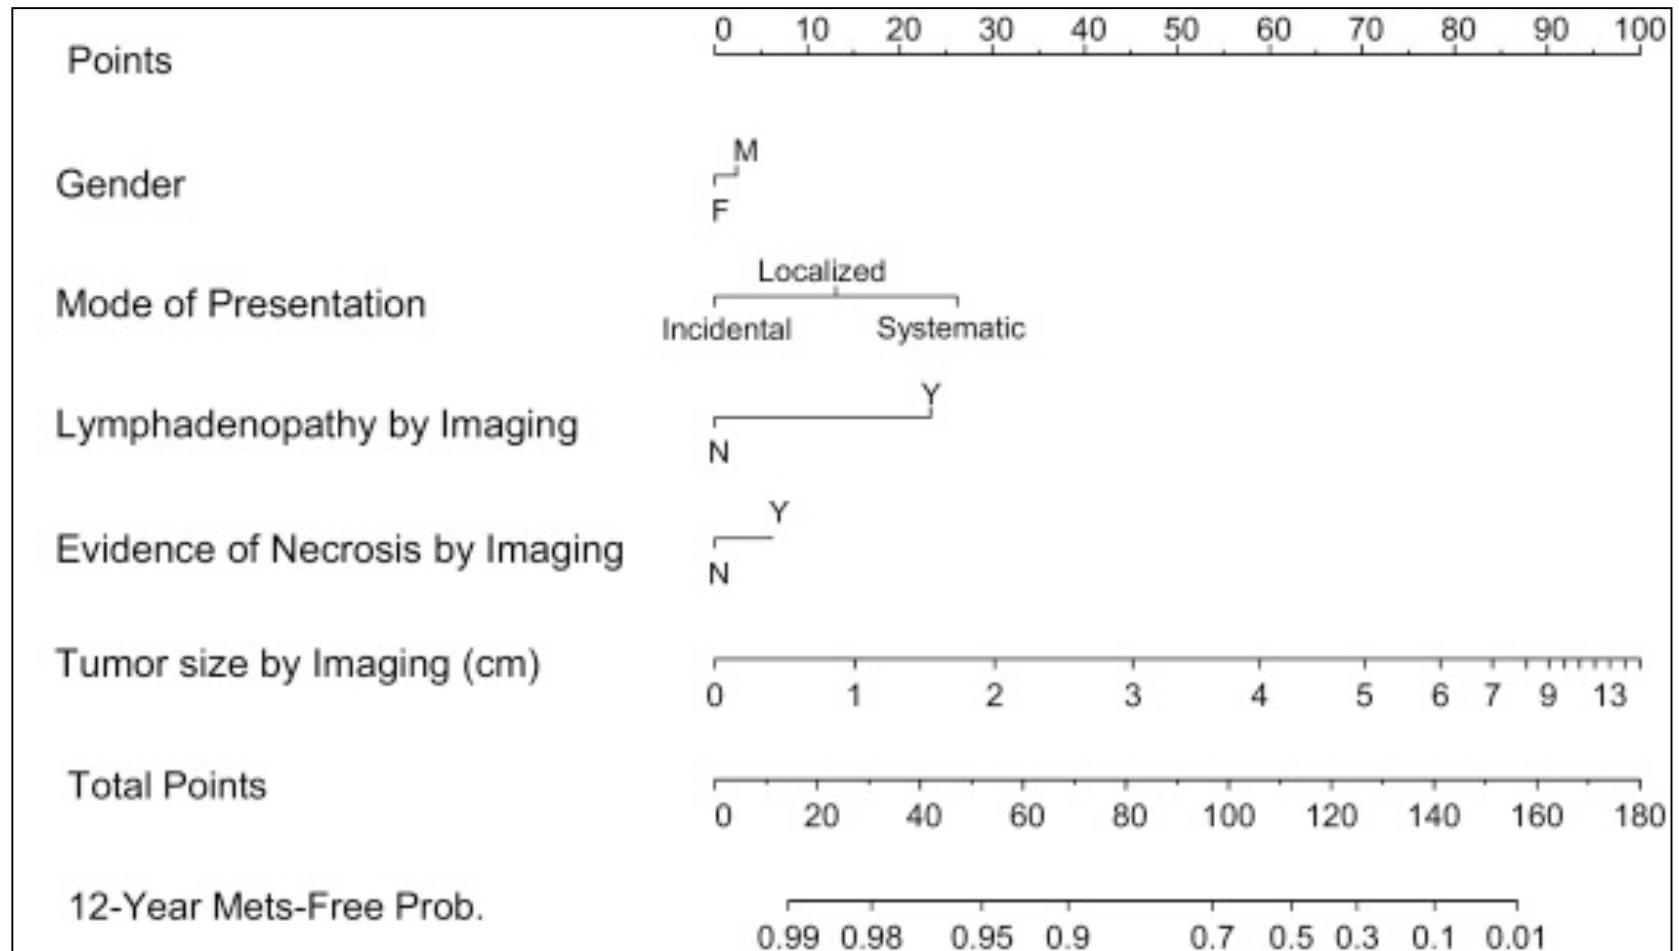 0 10 20 30 40 50 60 70 80 90 100
Points
M
Gender
F
Localized
Mode of Presentation
Incidental Systematic
Y
Lymphadenopathy by Imaging
N
Y
Evidence of Necrosis by Imaging
N
Tumor size by Imaging (cm)
0 1 2 3 4 5 6 7 9 13
Total Points
0 20 40 60 80 100 120 140 160 180
12-Year Mets-Free Prob.
0.99 0.98 0.95 0.9 0.7 0.5 0.3 0.1 0.01